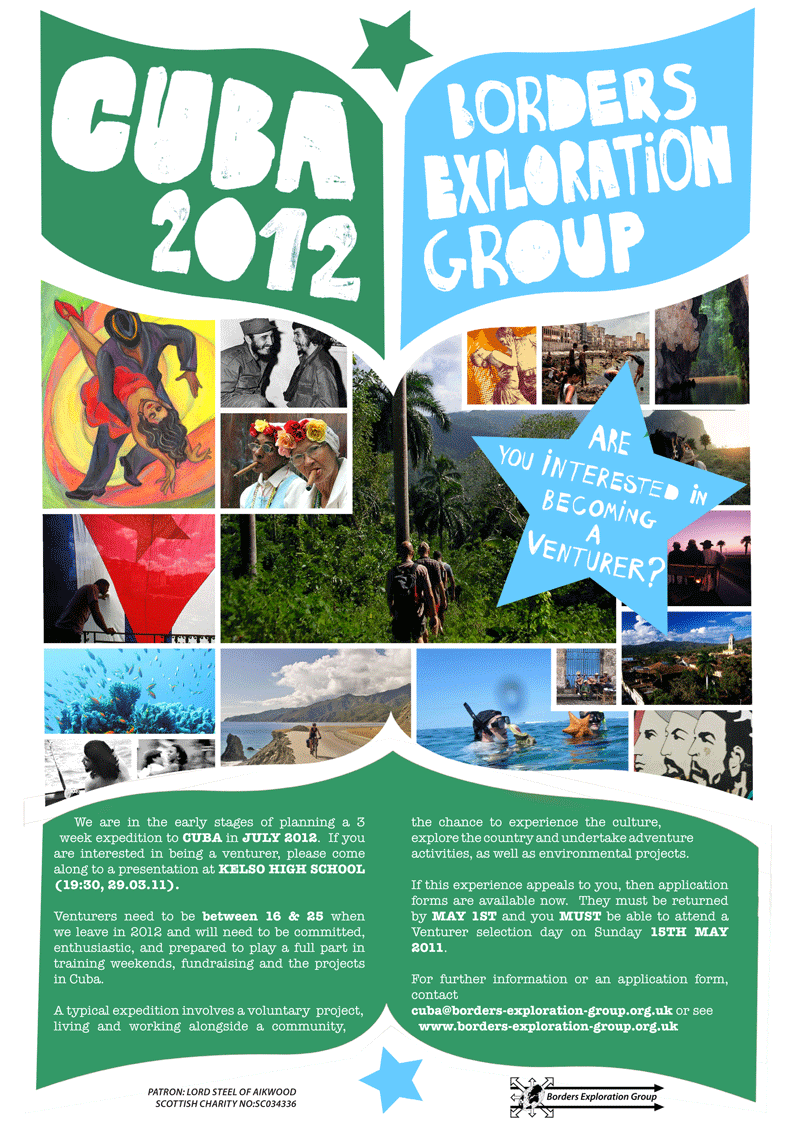 CUBA
2012
BORDERS
EXPLORATiON
GROUP
ARE
YOU iNTERESTED iN
BECOMiNG
A
VENTURER?
We are in the early stages of planning a 3
week expedition to CUBA in JULY 2012. If you
are interested in being a venturer, please come
along to a presentation at KELSO HIGH SCHOOL
(19:30, 29.03.11).
Venturers need to be between 16 & 25 when
we leave in 2012 and will need to be committed,
enthusiastic, and prepared to play a full part in
training weekends, fundraising and the projects
in Cuba.
A typical expedition involves a voluntary project,
living and working alongside a community,
the chance to experience the culture,
explore the country and undertake adventure
activities, as well as environmental projects.
If this experience appeals to you, then application
forms are available now. They must be returned
by MAY 1ST and you MUST be able to attend a
Venturer selection day on Sunday 15TH MAY
2011.
For further information or an application form,
contact
cuba@borders-exploration-group.org.uk or see
www.borders-exploration-group.org.uk
PATRON: LORD STEEL OF AIKWOOD
SCOTTISH CHARITY NO:SC034336
Borders Exploration Group